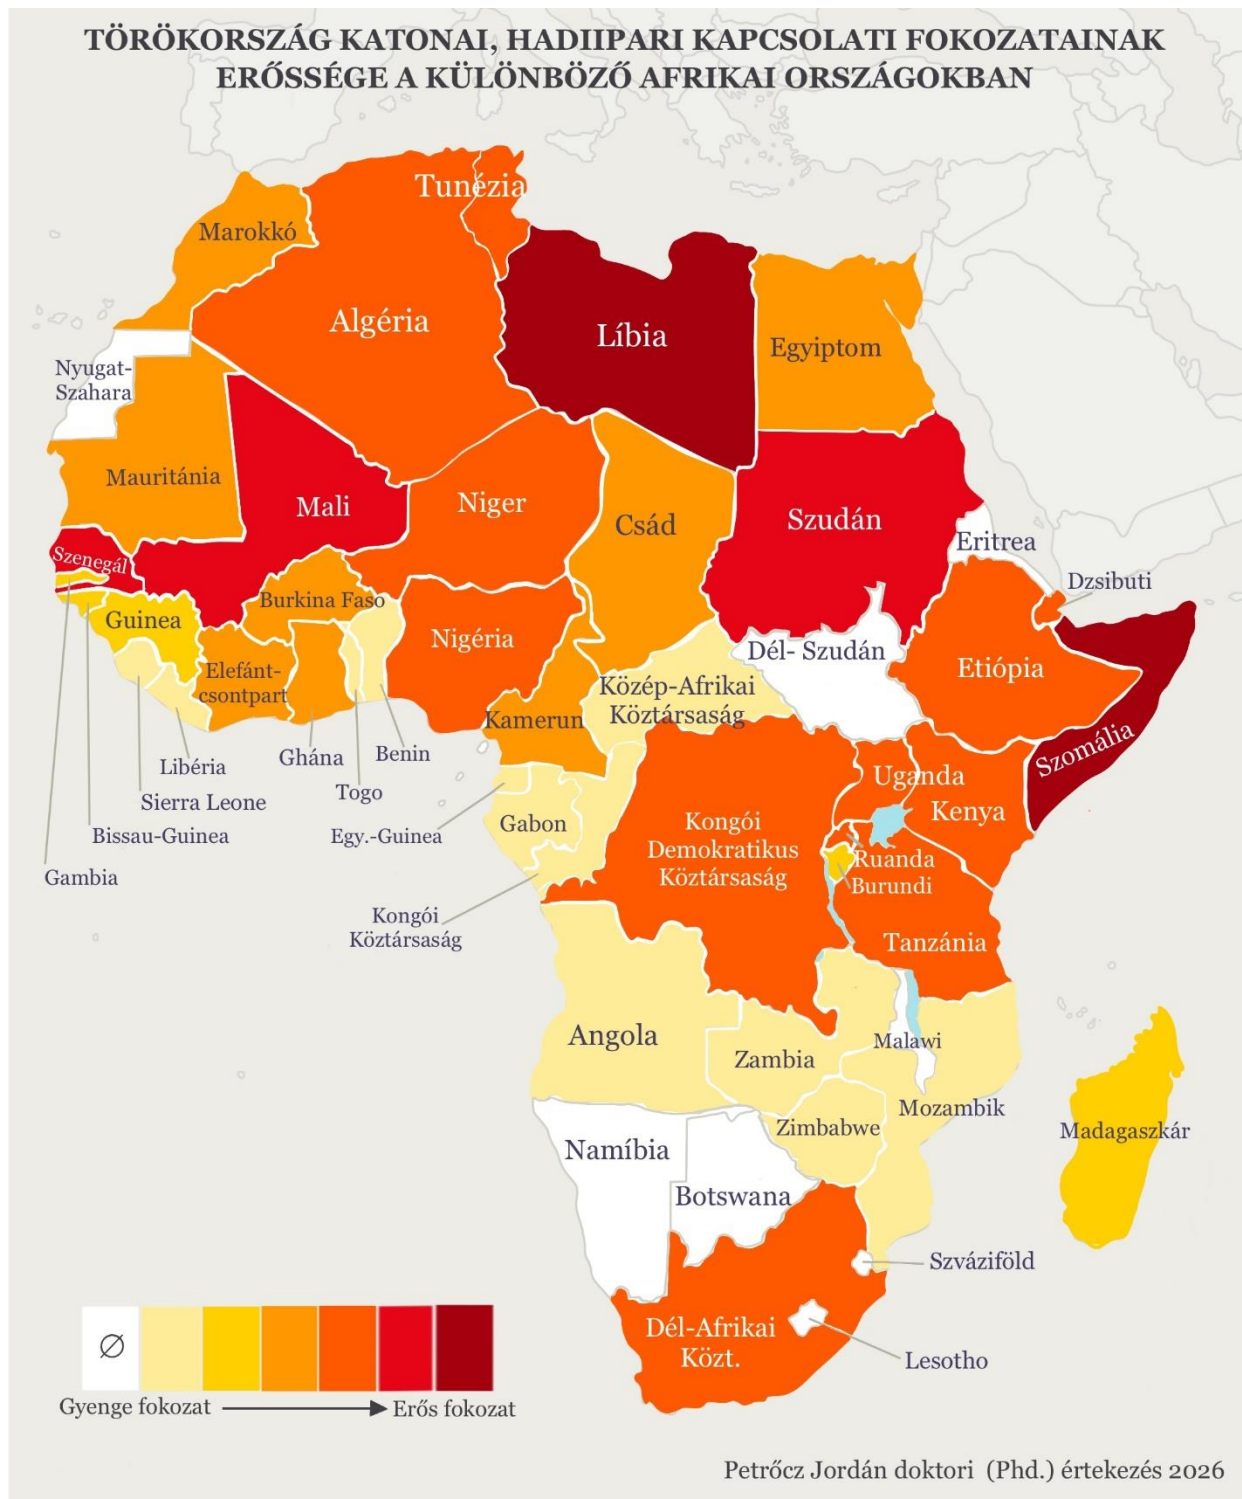 TÖRÖKORSZÁG KATONAI, HADIIPARI KAPCSOLATI FOKOZATAINAK
ERŐSSÉGE A KÜLÖNBÖZŐ AFRIKAI ORSZÁGOKBAN
Tunézia
Marokkó
Algéria
Líbia
Egyiptom
Nyugat-
Szahara
Mauritánia
Mali
Niger
Csád
Szudán
Eritrea
Szenegál
Dzsibuti
Burkina Faso
Guinea
Nigéria
Dél- Szudán
Etiópia
Elefánt-
csontpart
Közép-Afrikai
Köztársaság
Kamerun
Szomália
Libéria
Ghána
Benin
Sierra Leone
Togo
Uganda
Kenya
Bissau-Guinea
Egy.-Guinea
Gabon
Kongói
Demokratikus
Köztársaság
Ruanda
Burundi
Gambia
Kongói
Köztársaság
Tanzánia
Angola
Zambia
Malawi
Mozambik
Zimbabwe
Madagaszkár
Namíbia
Botswana
Szváziföld
Dél-Afrikai
Közt.
Lesotho
∅
Gyenge fokozat
Erős fokozat
Petrőcz Jordán doktori (Phd.) értekezés 2026